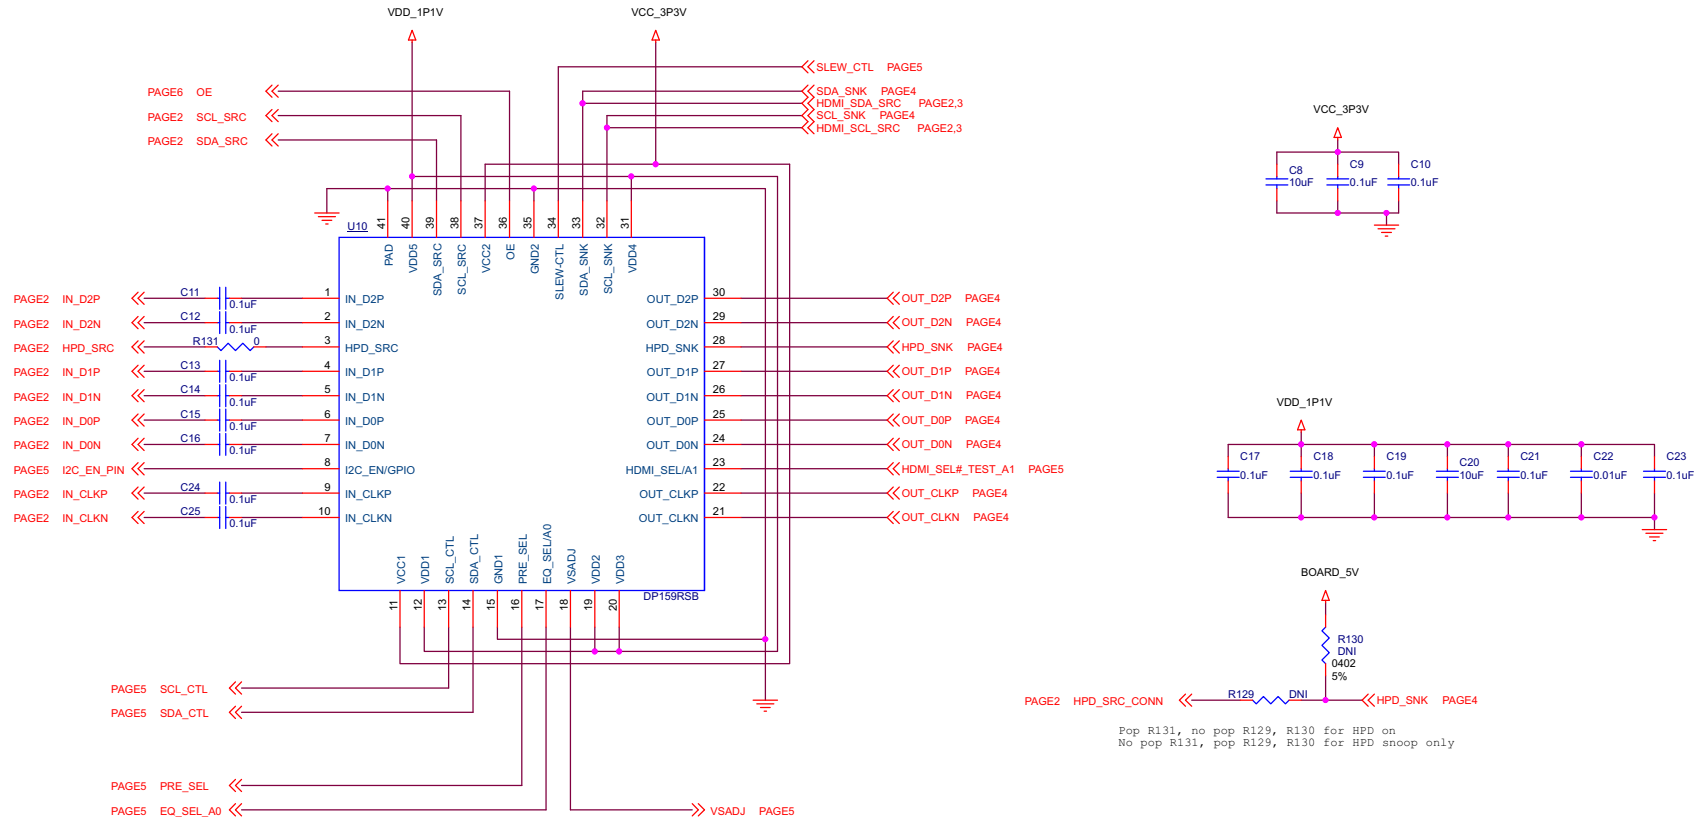 VDD_1P1V
VCC_3P3V
SLEW_CTL PAGE5
PAGE6 OE
SDA_SNK PAGE4
HDMI_SDA_SRC PAGE2,3
PAGE2 SCL_SRC
SCL_SNK PAGE4
HDMI_SCL_SRC PAGE2,3
PAGE2 SDA_SRC
U10
41 40 39 38 37 36 35 34 33 32 31
PAD VDD5 SDA_SRC SCL_SRC VCC2 OE GND2 SLEW-CTL SDA_SNK SCL_SNK VDD4
PAGE2 IN_D2P C11 0.1uF 1 IN_D2P OUT_D2P 30 OUT_D2P PAGE4
PAGE2 IN_D2N C12 0.1uF 2 IN_D2N OUT_D2N 29 OUT_D2N PAGE4
PAGE2 HPD_SRC R131 0 3 HPD_SRC HPD_SNK 28 HPD_SNK PAGE4
PAGE2 IN_D1P C13 0.1uF 4 IN_D1P OUT_D1P 27 OUT_D1P PAGE4
PAGE2 IN_D1N C14 0.1uF 5 IN_D1N OUT_D1N 26 OUT_D1N PAGE4
PAGE2 IN_D0P C15 0.1uF 6 IN_D0P OUT_D0P 25 OUT_D0P PAGE4
PAGE2 IN_D0N C16 0.1uF 7 IN_D0N OUT_D0N 24 OUT_D0N PAGE4
PAGE5 I2C_EN_PIN 8 I2C_EN/GPIO HDMI_SEL/A1 23 HDMI_SEL#_TEST_A1 PAGE5
PAGE2 IN_CLKP C24 0.1uF 9 IN_CLKP OUT_CLKP 22 OUT_CLKP PAGE4
PAGE2 IN_CLKN C25 0.1uF 10 IN_CLKN OUT_CLKN 21 OUT_CLKN PAGE4
VCC1 VDD1 SCL_CTL SDA_CTL GND1 PRE_SEL EQ_SEL/A0 VSADJ VDD2 VDD3
DP159RSB
11 12 13 14 15 16 17 18 19 20
PAGE5 SCL_CTL
PAGE5 SDA_CTL
PAGE5 PRE_SEL
PAGE5 EQ_SEL_A0
VSADJ PAGE5
VCC_3P3V
C8 C9 C10
10uF 0.1uF 0.1uF
VDD_1P1V
C17 C18 C19 C20 C21 C22 C23
0.1uF 0.1uF 0.1uF 10uF 0.1uF 0.01uF 0.1uF
BOARD_5V
R130
DNI
0402
5%
PAGE2 HPD_SRC_CONN R129 DNI HPD_SNK PAGE4
Pop R131, no pop R129, R130 for HPD on
No pop R131, pop R129, R130 for HPD snoop only